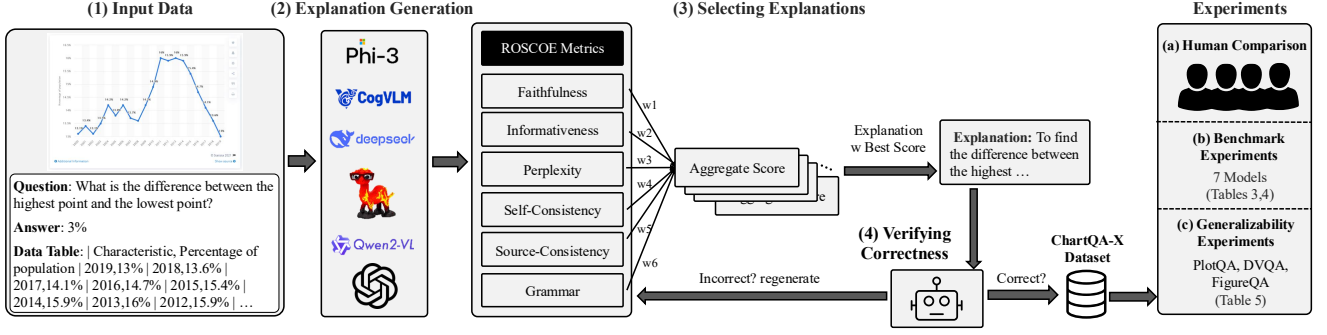 (1) Input Data
Question: What is the difference between the
highest point and the lowest point?
Answer: 3%
Data Table: | Characteristic, Percentage of
population | 2019,13% | 2018,13.6% |
2017,14.1% | 2016,14.7% | 2015,15.4% |
2014,15.9% | 2013,16% | 2012,15.9% | …
(2) Explanation Generation
Phi-3
CogVLM
deepseek
Qwen2-VL
(3) Selecting Explanations
ROSCOE Metrics
Faithfulness
Informativeness
Perplexity
Self-Consistency
Source-Consistency
Grammar
w1
w2
w3
w4
w5
w6
Aggregate Score
Explanation
w Best Score
Explanation: To find
the difference between
the highest …
(4) Verifying
Correctness
Incorrect? regenerate
Correct?
ChartQA-X
Dataset
Experiments
(a) Human Comparison
(b) Benchmark
Experiments
7 Models
(Tables 3,4)
(c) Generalizability
Experiments
PlotQA, DVQA,
FigureQA
(Table 5)